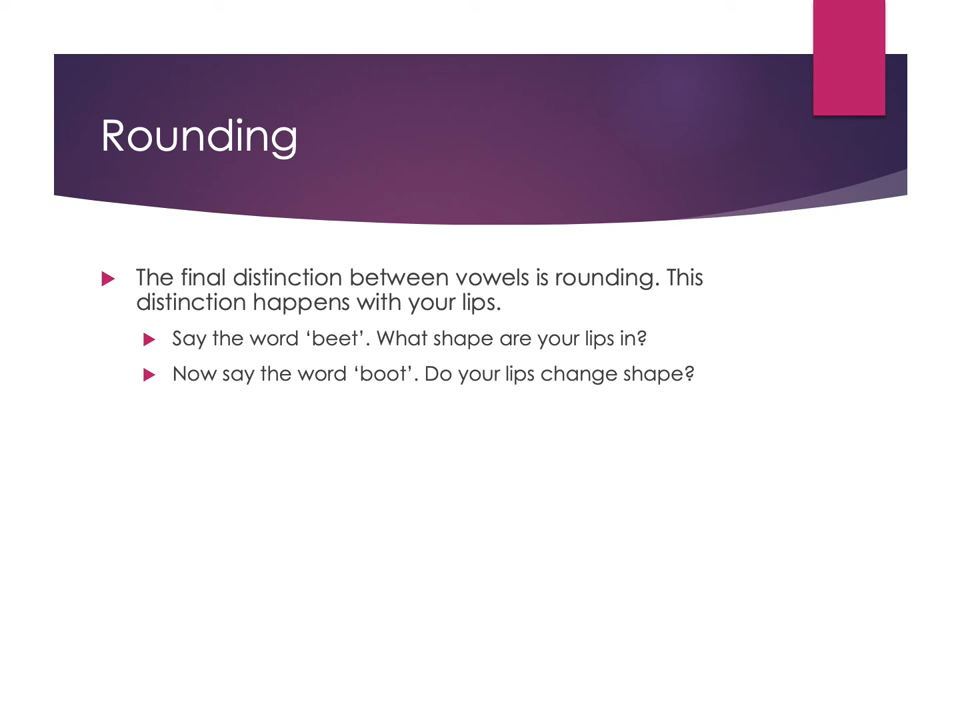 Rounding
The final distinction between vowels is rounding. This
distinction happens with your lips.
Say the word ‘beet’. What shape are your lips in?
Now say the word ‘boot’. Do your lips change shape?